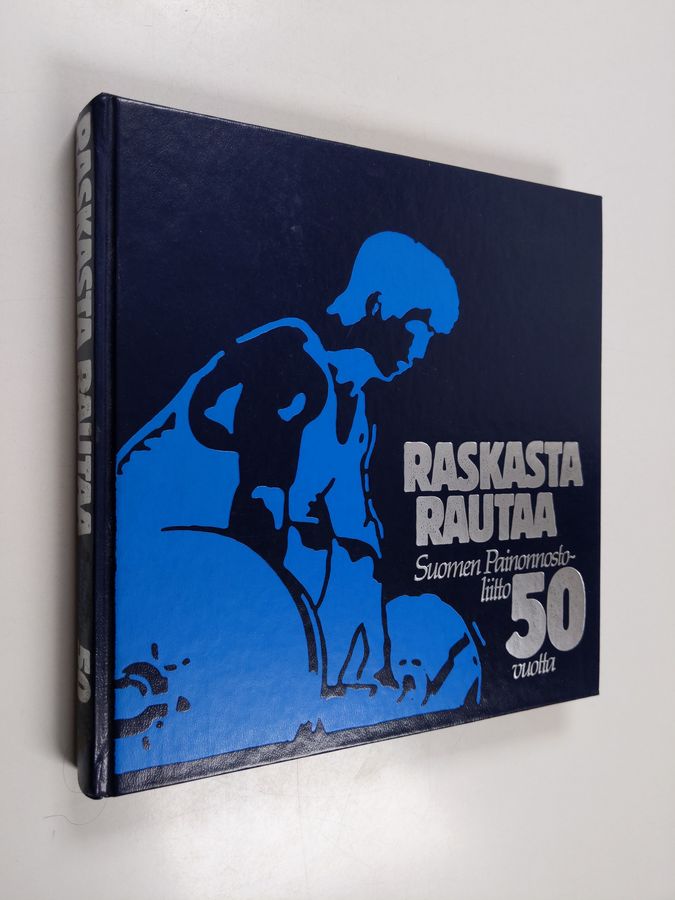 RASKASTA RAUTAA 50
RASKASTA
RAUTAA
Suomen Painonnosto-
liitto 50
vuotta